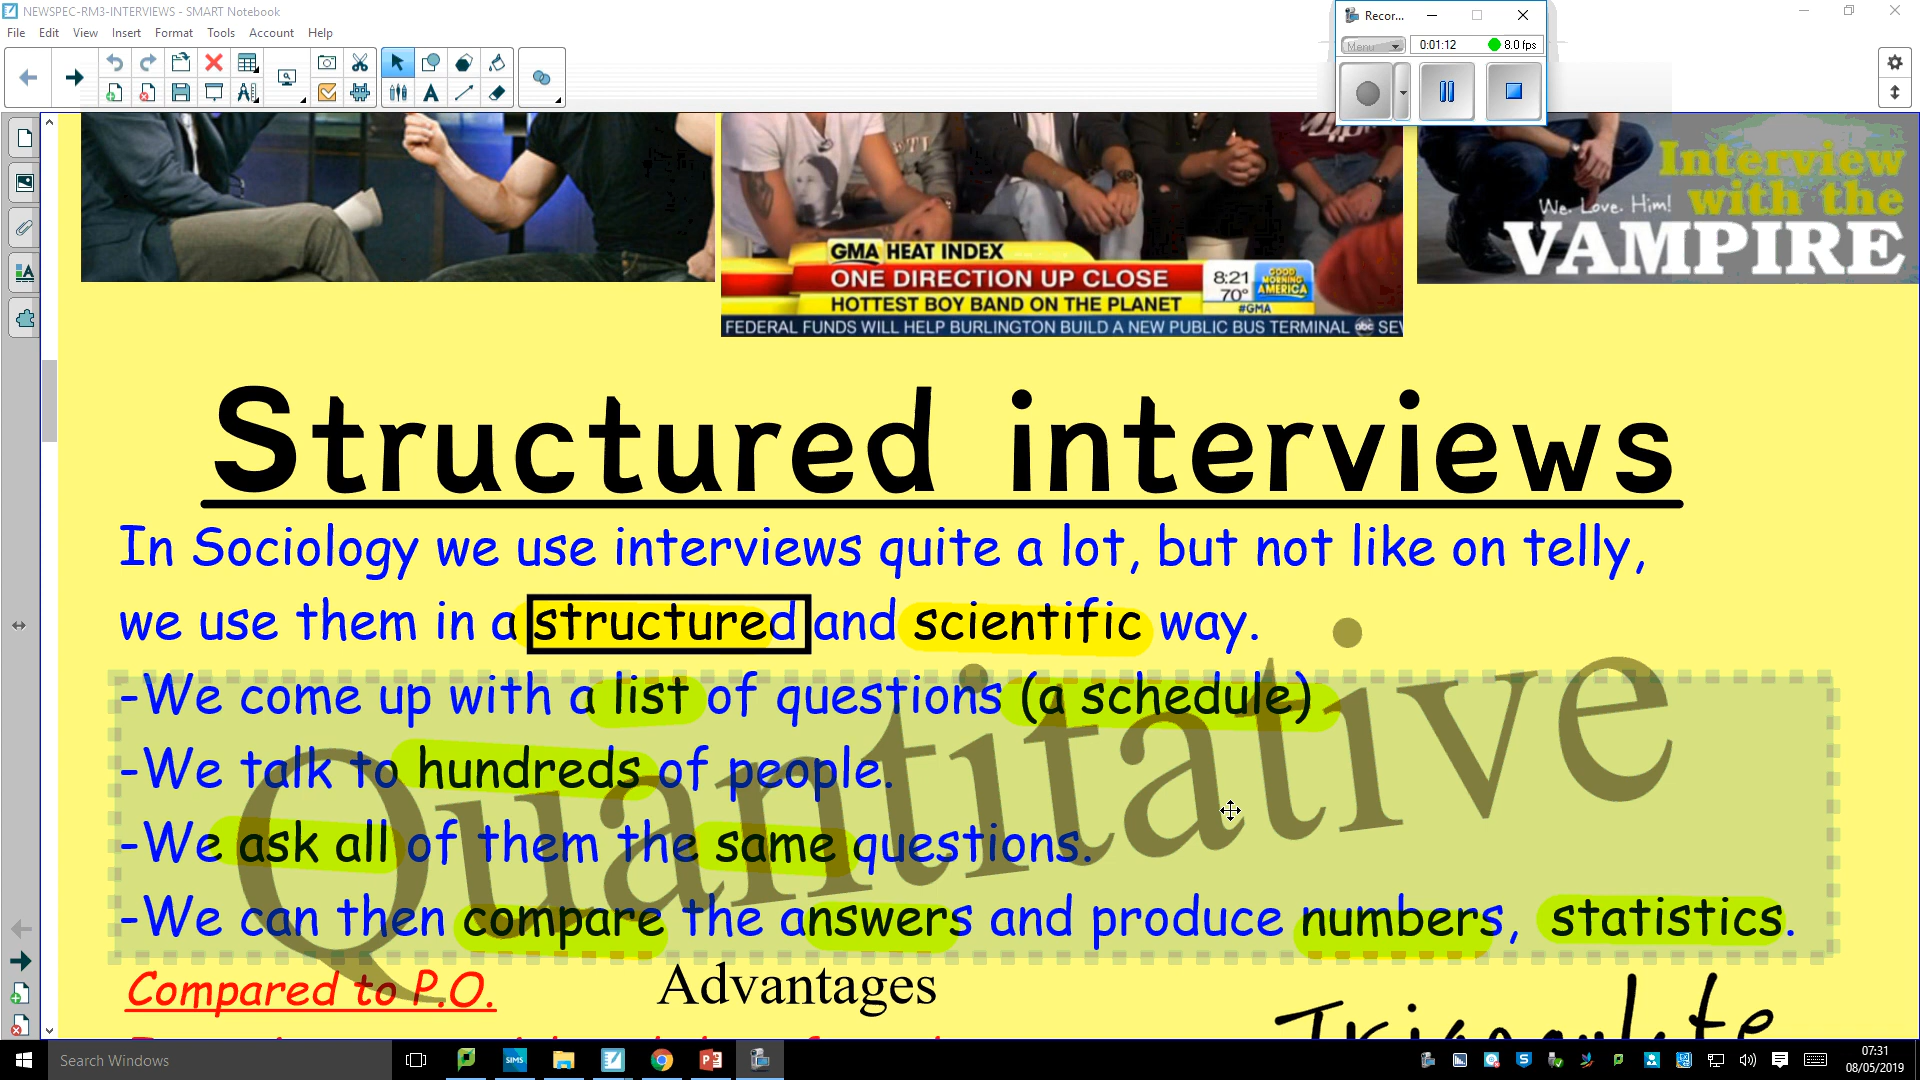 NEWSPEC-RM3-INTERVIEWS - SMART Notebook
File Edit View Insert Format Tools Account Help
Recor...
Menu 0:01:12 8.0 fps
Interview
with the
We. Love. Him!
VAMPIRE
GMA HEAT INDEX
ONE DIRECTION UP CLOSE
HOTTEST BOY BAND ON THE PLANET
8:21
70°
GOOD
MORNING
AMERICA
#GMA
FEDERAL FUNDS WILL HELP BURLINGTON BUILD A NEW PUBLIC BUS TERMINAL abc SEV
Structured interviews
In Sociology we use interviews quite a lot, but not like on telly,
we use them in a structured and scientific way.
-We come up with a list of questions (a schedule)
-We talk to hundreds of people.
-We ask all of them the same questions.
-We can then compare the answers and produce numbers, statistics.
Quantitative
Compared to P.O.
Advantages
Triangulate
Search Windows
SIMS
07:31
08/05/2019